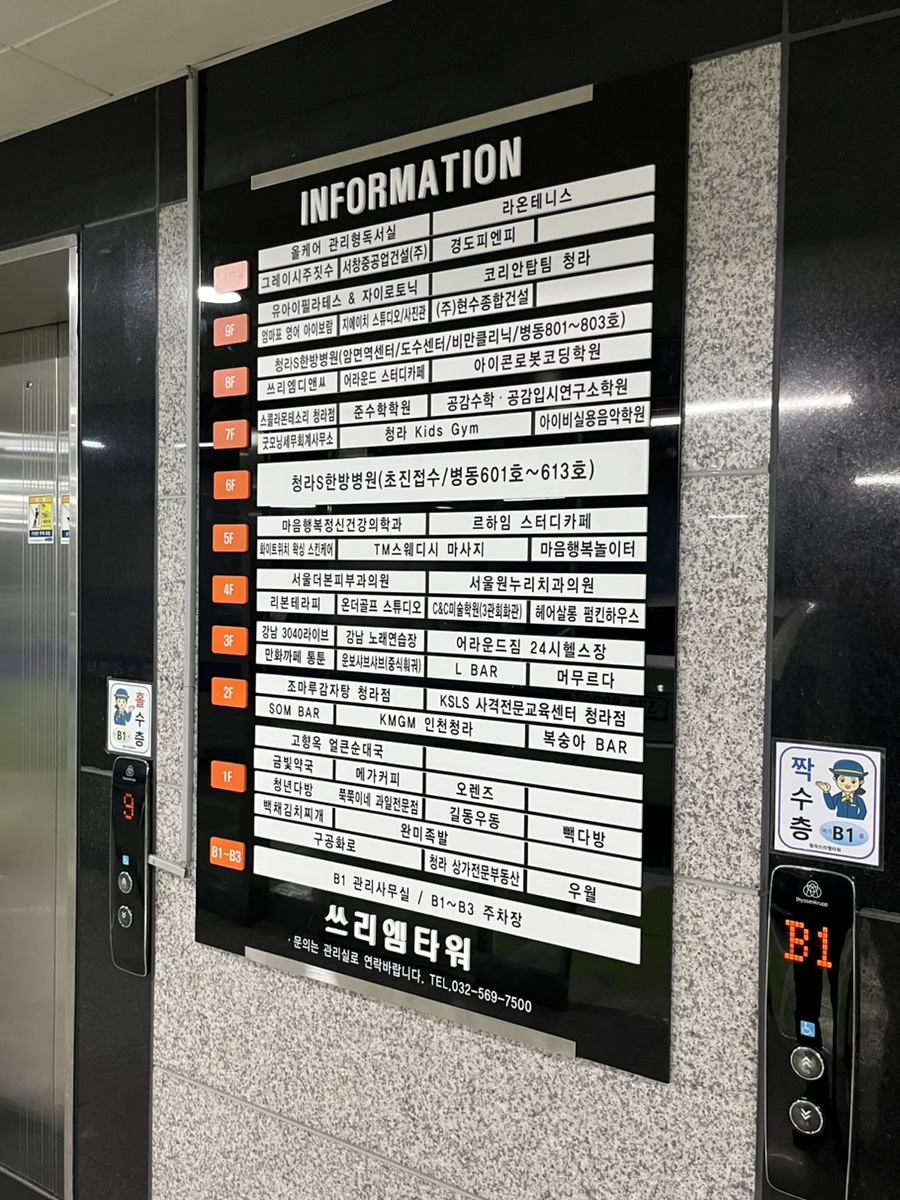 INFORMATION
올케어 관리형독서실 라온테니스
그레이시주짓수 서창중공업건설(주) 경도피엔피
유아이필라테스 & 자이로토닉 코리안탑팀 청라
9F
엄마표 영어 아이보람 지에이치 스튜디오/사진관 (주)현수종합건설
청라S한방병원(암면역센터/도수센터/비만클리닉/병동801~803호)
8F
쓰리엠디앤씨 어라운드 스터디카페 아이콘로봇코딩학원
스콜라몬테소리 청라점 준수학학원 공감수학·공감입시연구소학원
7F
굿모닝세무회계사무소 청라 Kids Gym 아이비실용음악학원
6F
청라S한방병원(초진접수/병동601호~613호)
5F
마음행복정신건강의학과 르하임 스터디카페
화이트위치 왁싱 스킨케어 TM스웨디시 마사지 마음행복놀이터
4F
서울더본피부과의원 서울원누리치과의원
리본테라피 온더골프 스튜디오 C&C미술학원(3관회화관) 헤어살롱 펌킨하우스
3F
강남 3040라이브 강남 노래연습장 어라운드짐 24시헬스장
만화카페 통툰 운보샤브샤브(중식훠궈) L BAR 머무르다
2F
조마루감자탕 청라점 KSLS 사격전문교육센터 청라점
SOM BAR KMGM 인천청라 복숭아 BAR
고향옥 얼큰순대국
1F
금빛약국 메가커피 오렌즈
청년다방 쭉쭉이네 과일전문점 길동우동 빽다방
백채김치찌개 완미족발
구공화로 청라 상가전문부동산 우월
B1~B3
B1 관리사무실 / B1~B3 주차장
쓰리엠타워
·문의는 관리실로 연락바랍니다. TEL.032-569-7500
홀수층
B1
9
짝수층
여기 B1 층
청라쓰리엠타워
thyssenkrupp
B1